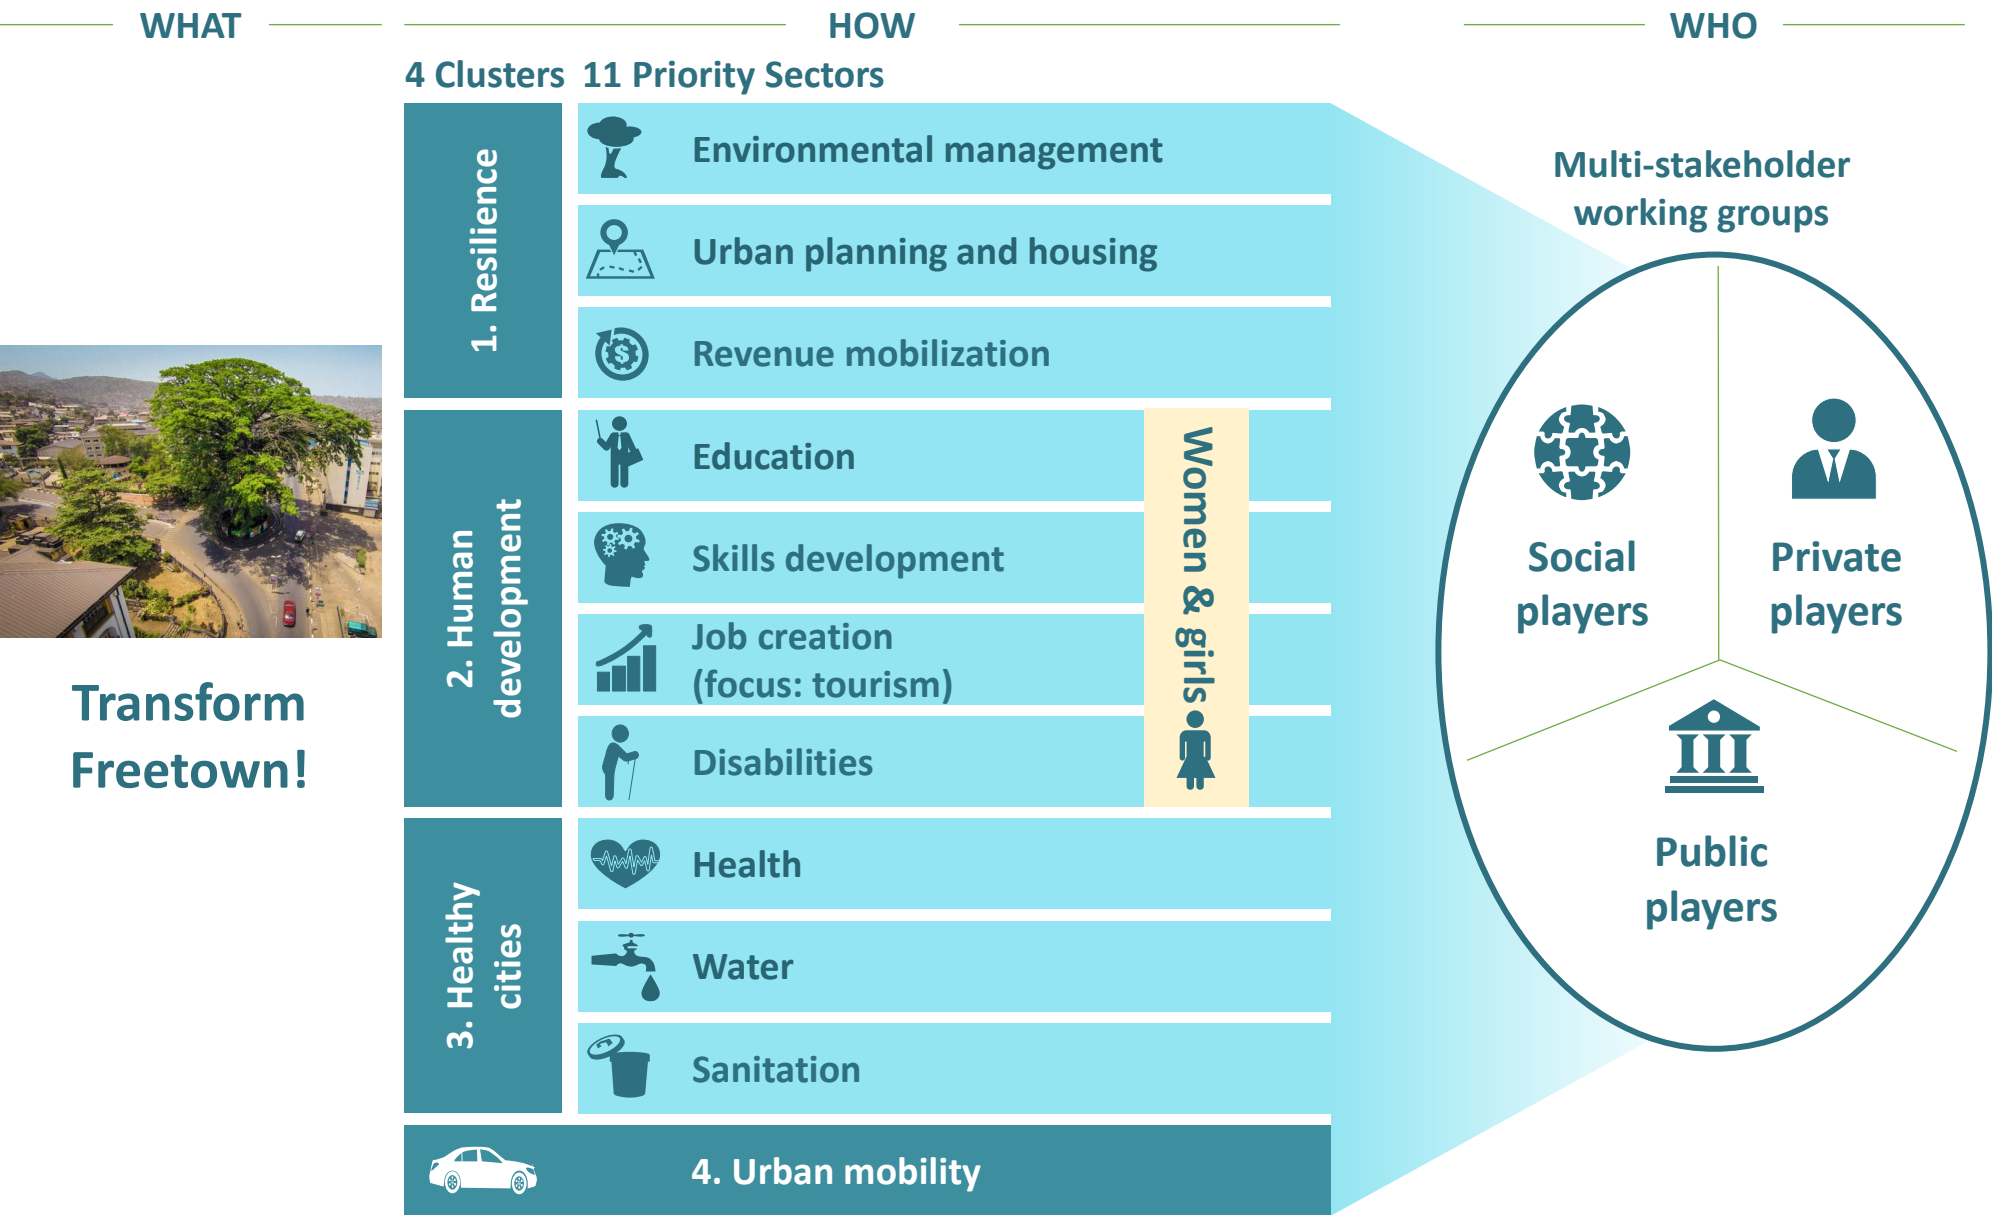 WHAT
HOW
WHO
4 Clusters
11 Priority Sectors
Transform
Freetown!
1. Resilience
Environmental management
Urban planning and housing
Revenue mobilization
2. Human
development
Education
Skills development
Job creation
(focus: tourism)
Disabilities
Women & girls
3. Healthy
cities
Health
Water
Sanitation
4. Urban mobility
Multi-stakeholder
working groups
Social
players
Private
players
Public
players